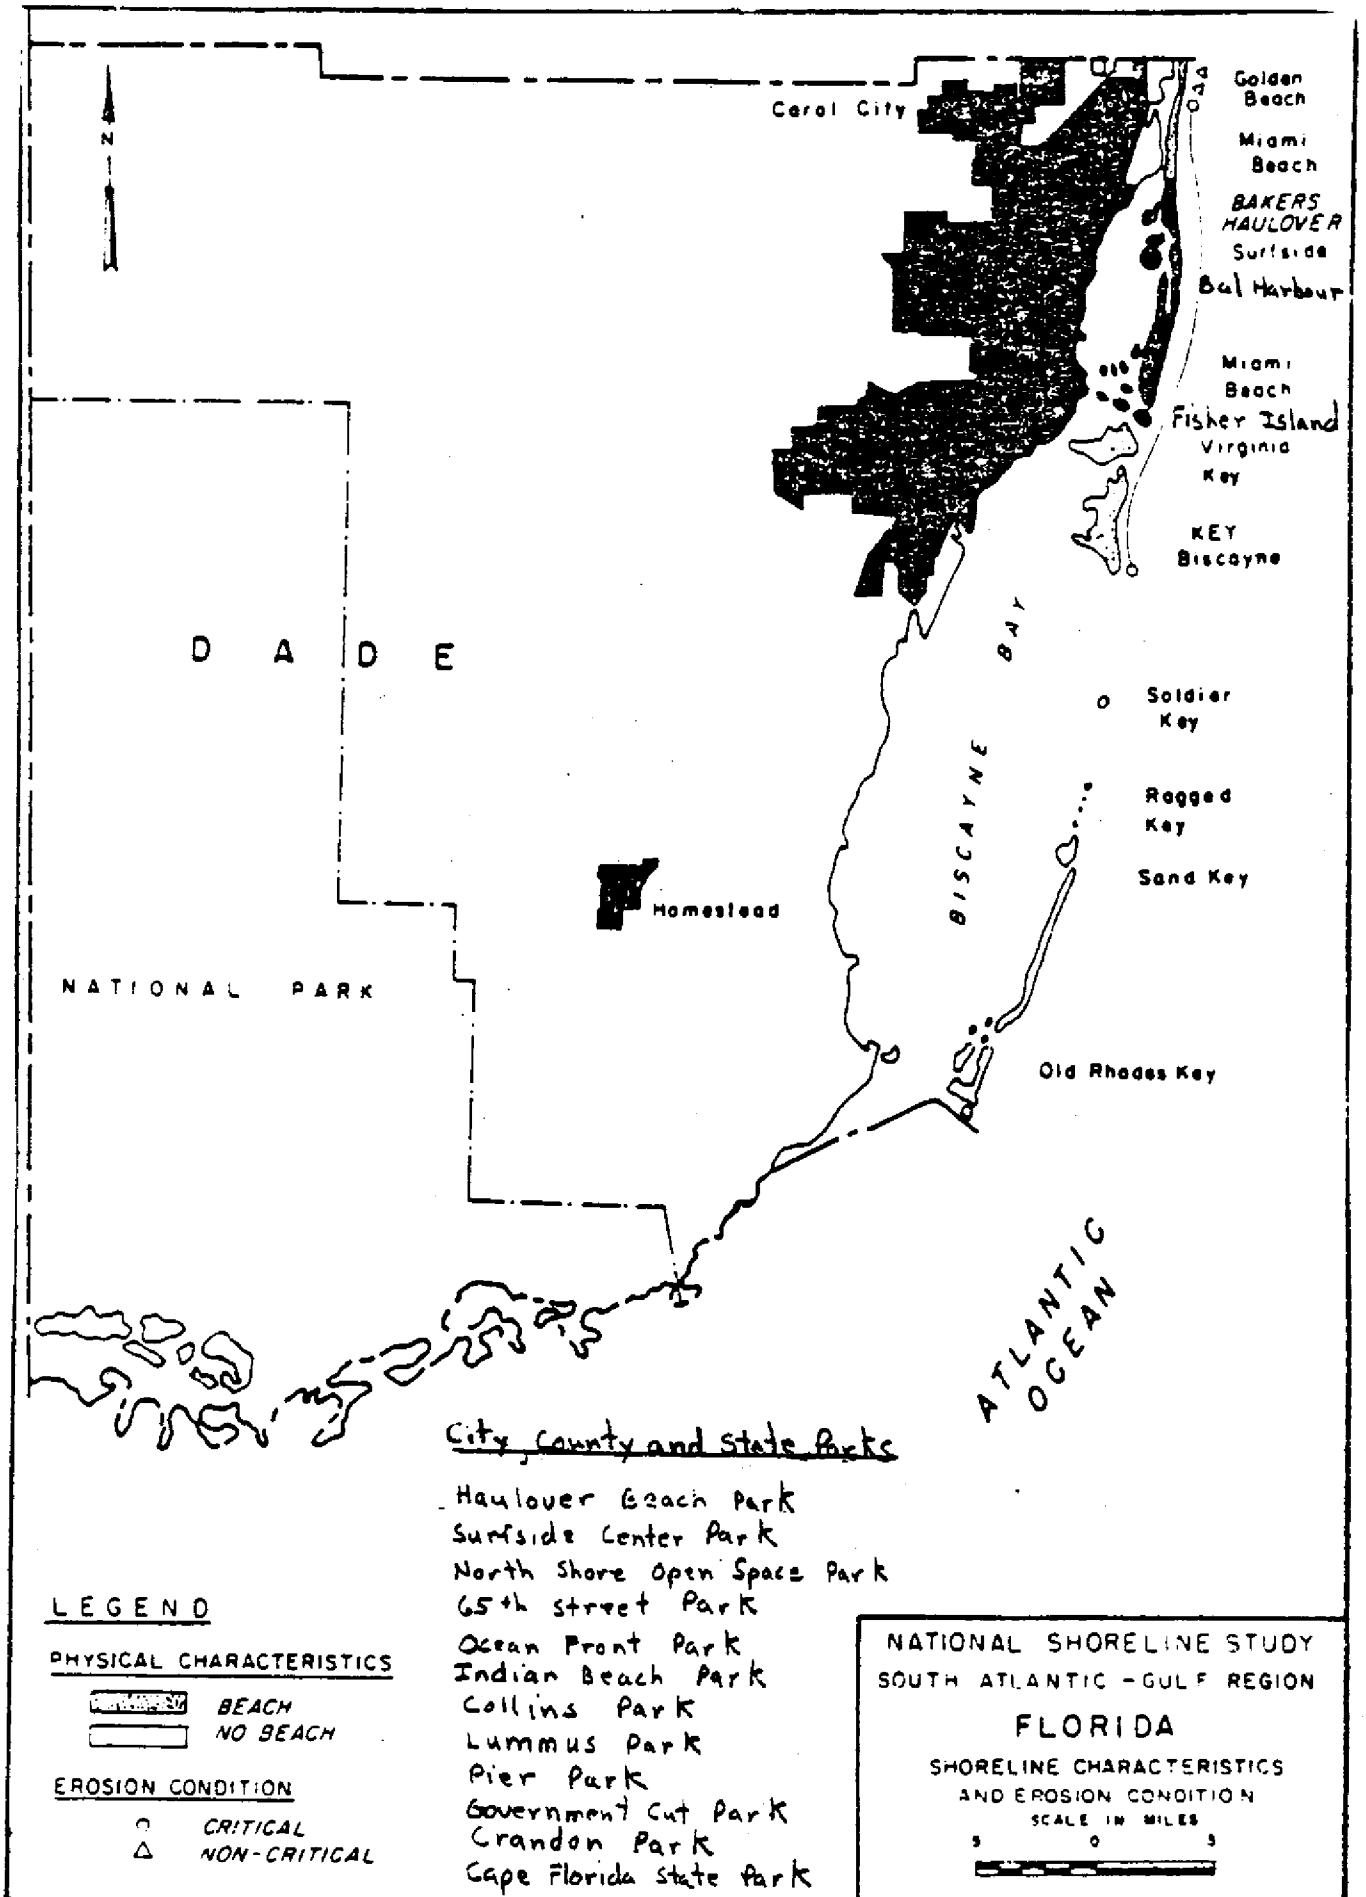 Golden
Beach
Carol City
N
Miami
Beach
BAKERS
HAULOVER
Surfside
Bal Harbour
Miami
Beach
Fisher Island
Virginia
Key
KEY
Biscayne
D A D E
BISCAYNE BAY
Soldier
Key
Ragged
Key
Sand Key
Homestead
NATIONAL PARK
Old Rhodes Key
ATLANTIC
OCEAN
City, County and State Parks
Haulover Beach Park
Surfside Center Park
North Shore Open Space Park
65th street Park
Ocean Front Park
Indian Beach Park
Collins Park
Lummus Park
Pier Park
Government Cut Park
Crandon Park
Cape Florida State Park
LEGEND
PHYSICAL CHARACTERISTICS
BEACH
NO BEACH
EROSION CONDITION
CRITICAL
NON-CRITICAL
NATIONAL SHORELINE STUDY
SOUTH ATLANTIC - GULF REGION
FLORIDA
SHORELINE CHARACTERISTICS
AND EROSION CONDITION
SCALE IN MILES
5 0 5